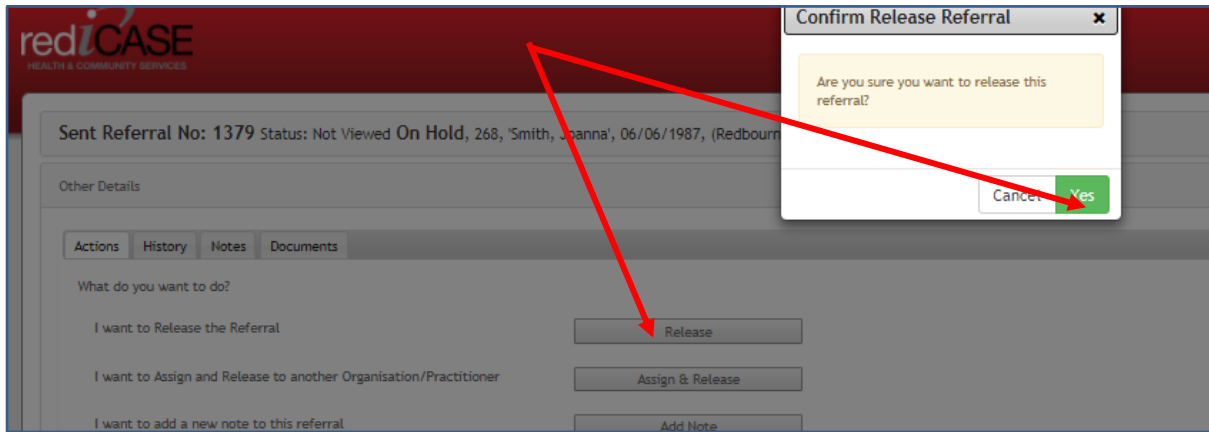 rediCASE
HEALTH & COMMUNITY SERVICES
Confirm Release Referral ×
Are you sure you want to release this
referral?
Cancel Yes
Sent Referral No: 1379 Status: Not Viewed On Hold, 268, 'Smith, Joanna', 06/06/1987, (Redbourn
Other Details
Actions History Notes Documents
What do you want to do?
I want to Release the Referral Release
I want to Assign and Release to another Organisation/Practitioner Assign & Release
I want to add a new note to this referral Add Note